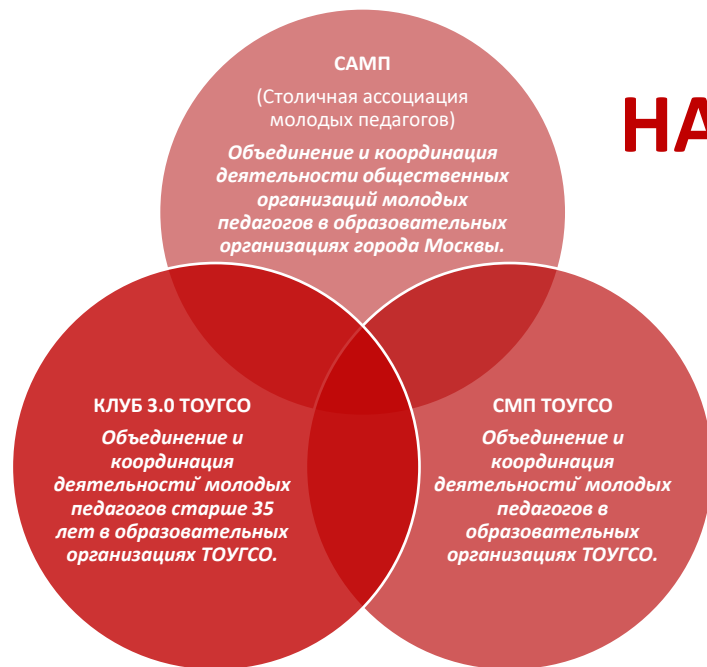 САМП
(Столичная ассоциация
молодых педагогов)
Объединение и координация
деятельности общественных
организаций молодых
педагогов в образовательных
организациях города Москвы.
НА
КЛУБ 3.0 ТОУГСО
Объединение и
координация
деятельности молодых
педагогов старше 35
лет в образовательных
организациях ТОУГСО.
СМП ТОУГСО
Объединение и
координация
деятельности молодых
педагогов в
образовательных
организациях ТОУГСО.